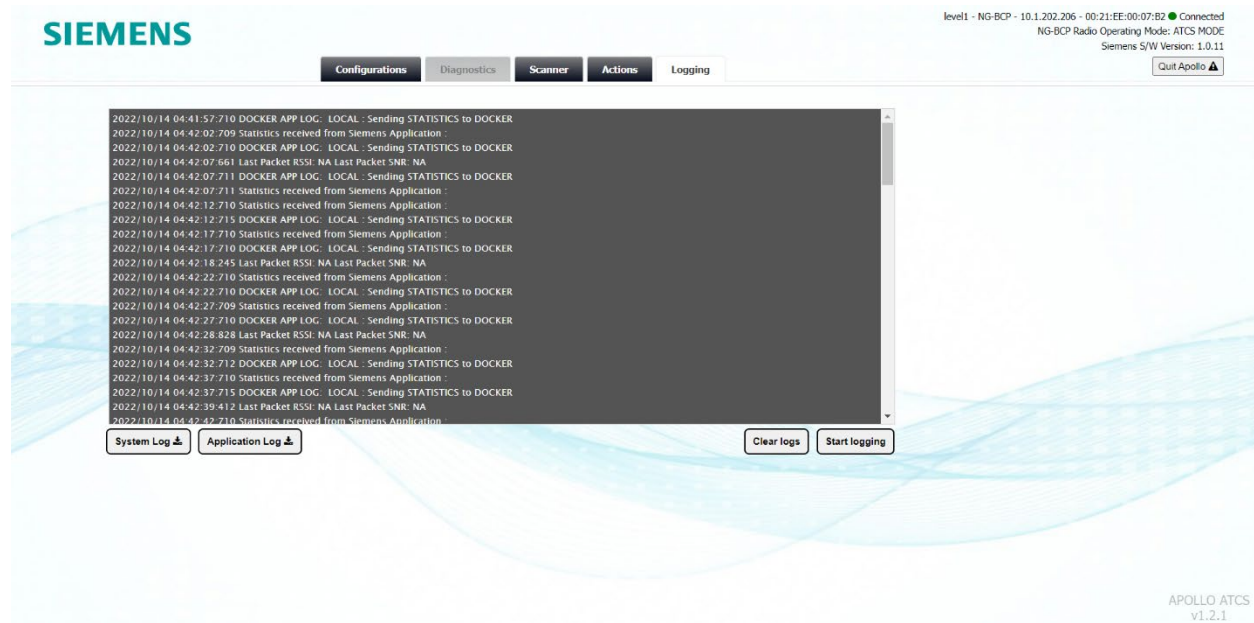 SIEMENS
level1 - NG-BCP - 10.1.202.206 - 00:21:EE:00:07:B2 Connected
NG-BCP Radio Operating Mode: ATCS MODE
Siemens S/W Version: 1.0.11
Quit Apollo
Configurations Diagnostics Scanner Actions Logging
2022/10/14 04:41:57:710 DOCKER APP LOG: LOCAL : Sending STATISTICS to DOCKER
2022/10/14 04:42:02:709 Statistics received from Siemens Application :
2022/10/14 04:42:02:710 DOCKER APP LOG: LOCAL : Sending STATISTICS to DOCKER
2022/10/14 04:42:07:661 Last Packet RSSI: NA Last Packet SNR: NA
2022/10/14 04:42:07:711 DOCKER APP LOG: LOCAL : Sending STATISTICS to DOCKER
2022/10/14 04:42:07:711 Statistics received from Siemens Application :
2022/10/14 04:42:12:710 Statistics received from Siemens Application :
2022/10/14 04:42:12:715 DOCKER APP LOG: LOCAL : Sending STATISTICS to DOCKER
2022/10/14 04:42:17:710 Statistics received from Siemens Application :
2022/10/14 04:42:17:710 DOCKER APP LOG: LOCAL : Sending STATISTICS to DOCKER
2022/10/14 04:42:18:245 Last Packet RSSI: NA Last Packet SNR: NA
2022/10/14 04:42:22:710 Statistics received from Siemens Application :
2022/10/14 04:42:22:710 DOCKER APP LOG: LOCAL : Sending STATISTICS to DOCKER
2022/10/14 04:42:27:709 Statistics received from Siemens Application :
2022/10/14 04:42:27:710 DOCKER APP LOG: LOCAL : Sending STATISTICS to DOCKER
2022/10/14 04:42:28:828 Last Packet RSSI: NA Last Packet SNR: NA
2022/10/14 04:42:32:709 Statistics received from Siemens Application :
2022/10/14 04:42:32:712 DOCKER APP LOG: LOCAL : Sending STATISTICS to DOCKER
2022/10/14 04:42:37:710 Statistics received from Siemens Application :
2022/10/14 04:42:37:715 DOCKER APP LOG: LOCAL : Sending STATISTICS to DOCKER
2022/10/14 04:42:39:412 Last Packet RSSI: NA Last Packet SNR: NA
2022/10/14 04:42:42:710 Statistics received from Siemens Application :
System Log Application Log Clear logs Start logging
APOLLO ATCS
v1.2.1